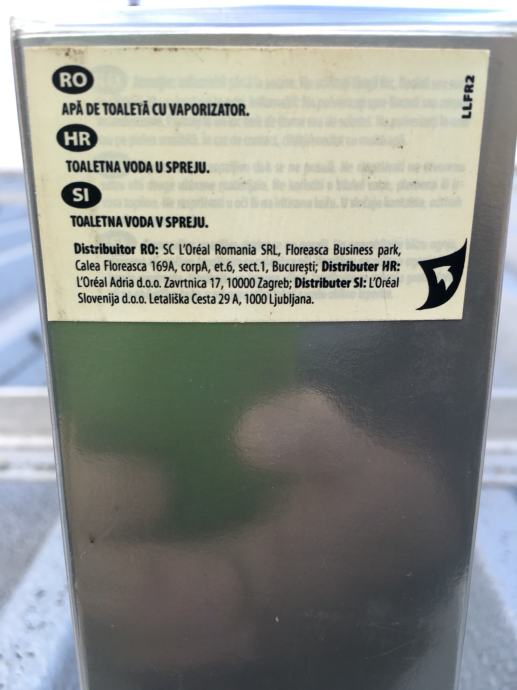 RO
LLFR2
APĂ DE TOALETĂ CU VAPORIZATOR.
HR
TOALETNA VODA U SPREJU.
SI
TOALETNA VODA V SPREJU.
Distribuitor RO: SC L'Oréal Romania SRL, Floreasca Business park,
Calea Floreasca 169A, corpA, et.6, sect.1, Bucureşti; Distributer HR:
L'Oréal Adria d.o.o. Zavrtnica 17, 10000 Zagreb; Distributer SI: L'Oréal
Slovenija d.o.o. Letališka Cesta 29 A, 1000 Ljubljana.